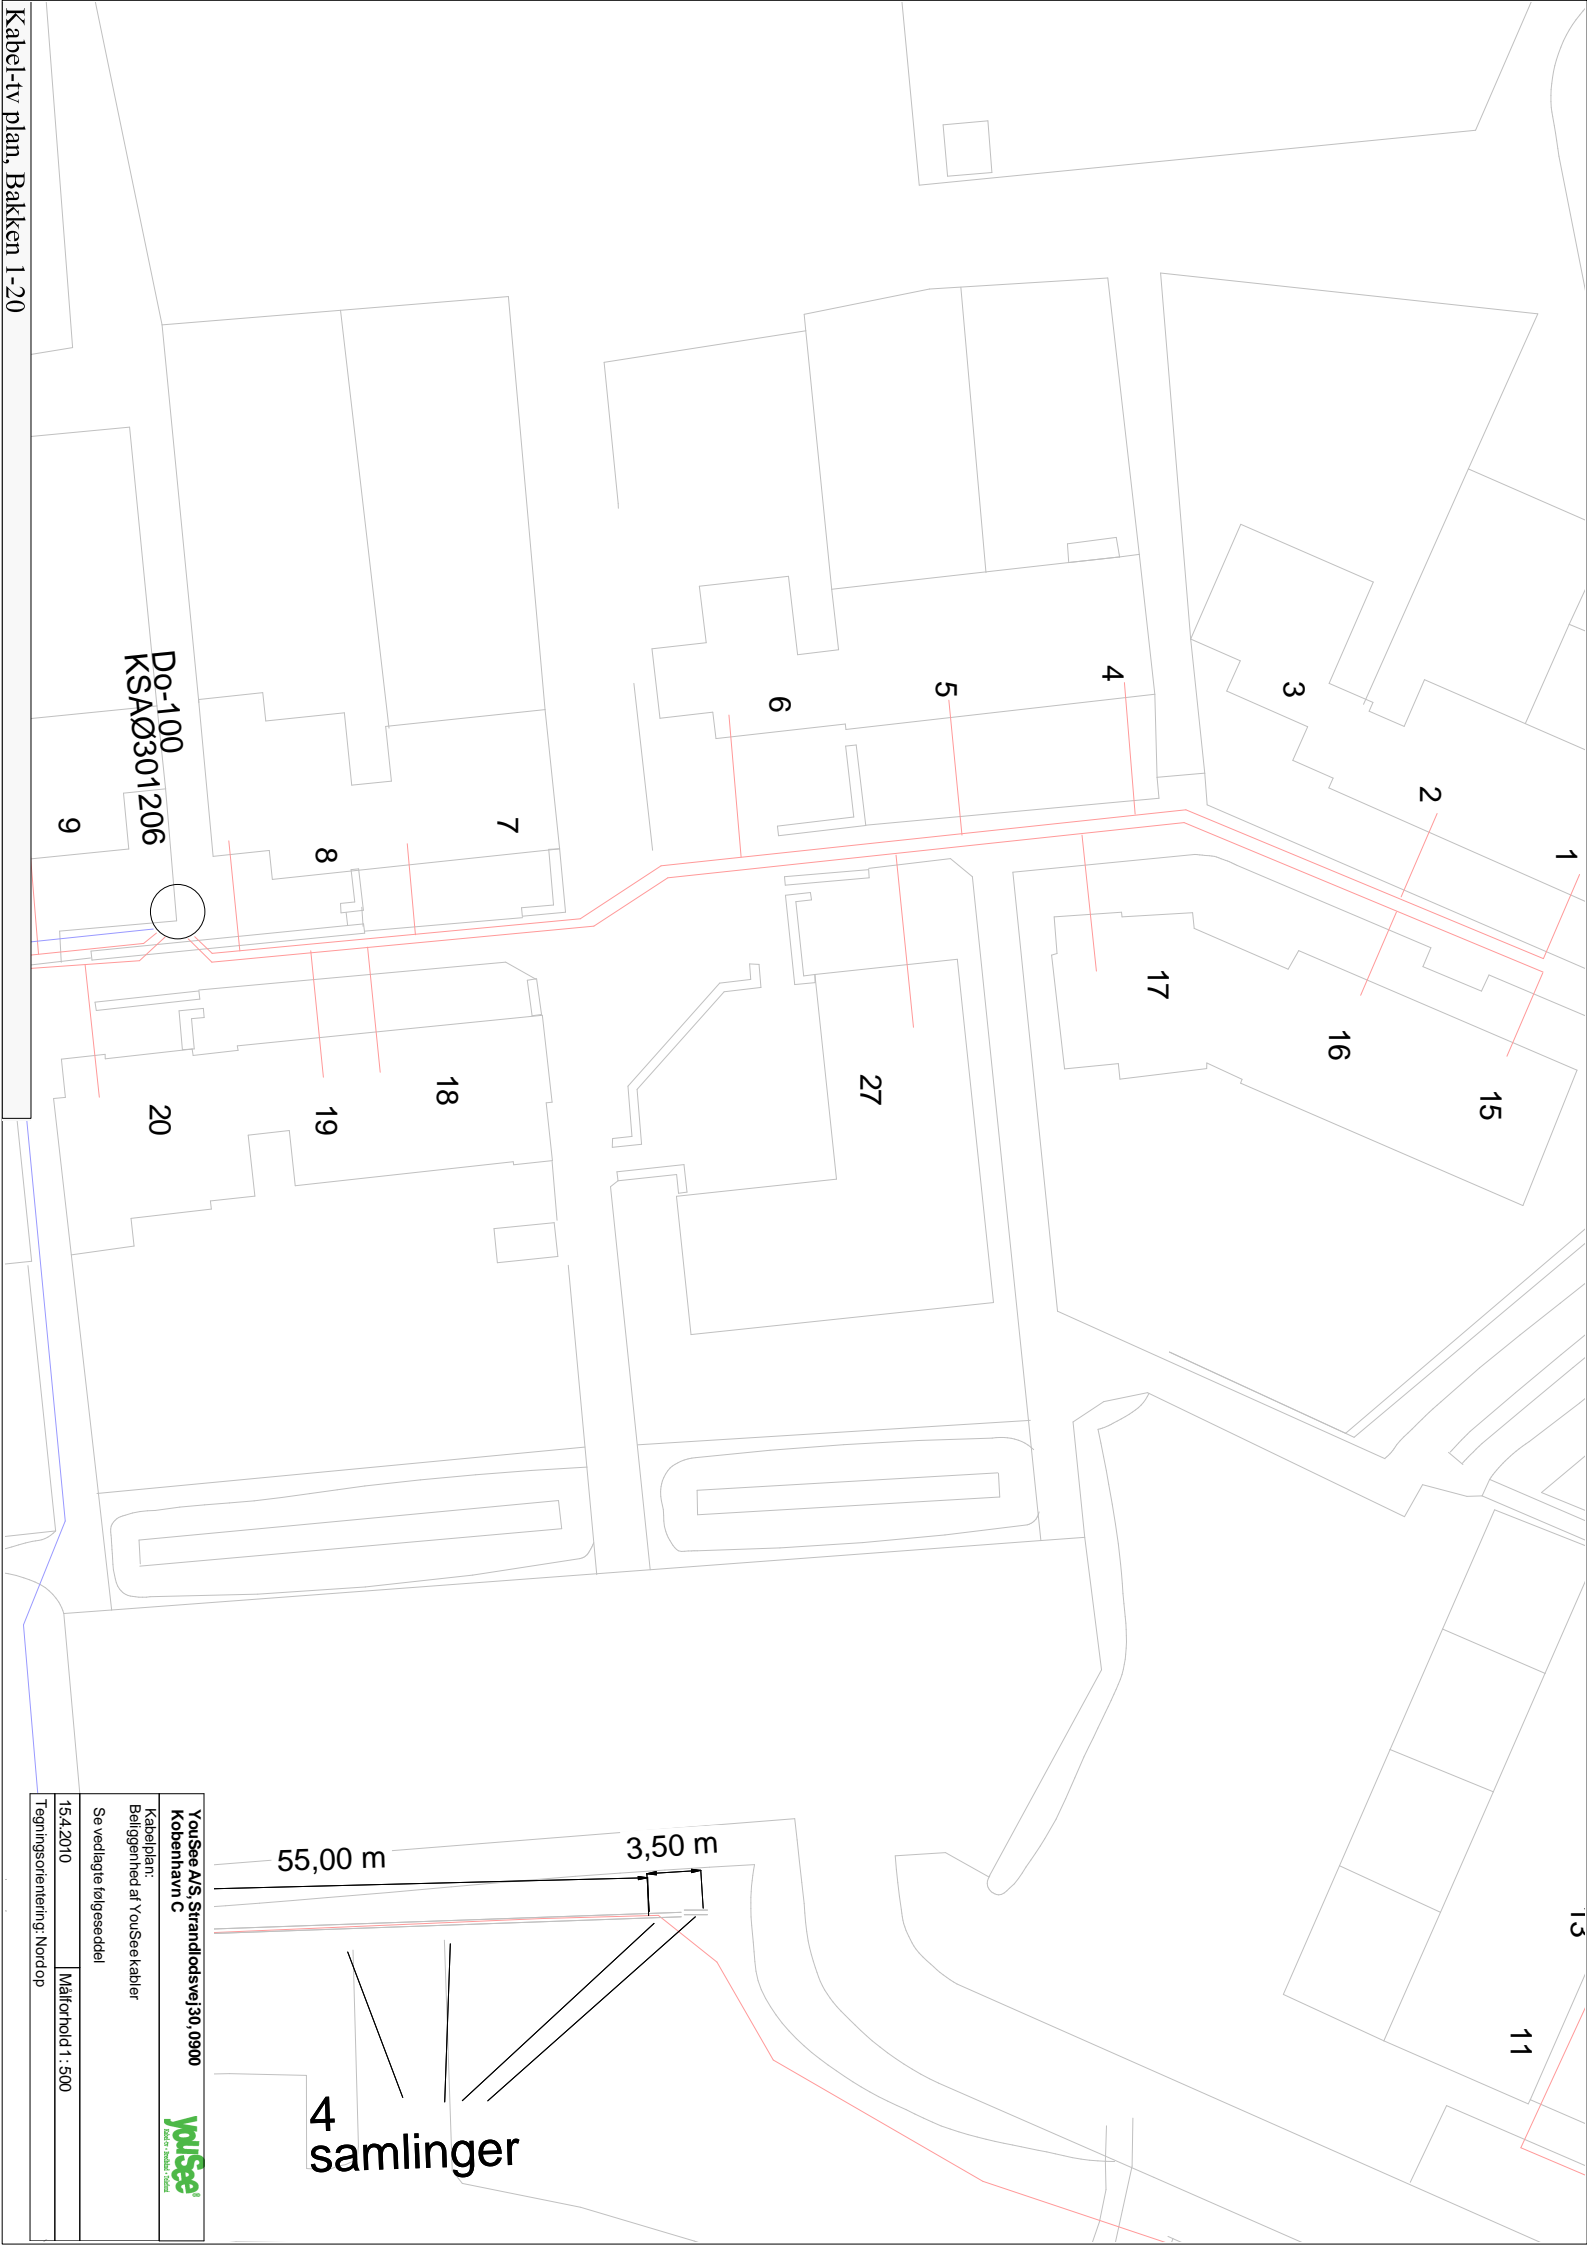 Kabel-tv plan, Bakken 1-20
1
2
3
4
5
6
7
8
9
Do-100
KSAØ301206
15
16
17
27
18
19
20
13
11
55,00 m
3,50 m
4
samlinger
YouSee A/S, Strandlodsvej 30, 0900
Kobenhavn C
youSee
Kabelplan:
Beliggenhed af YouSee kabler
Se vedlagte følgeseddel
15.4.2010
Målforhold 1: 500
Tegningsorientering: Nord op